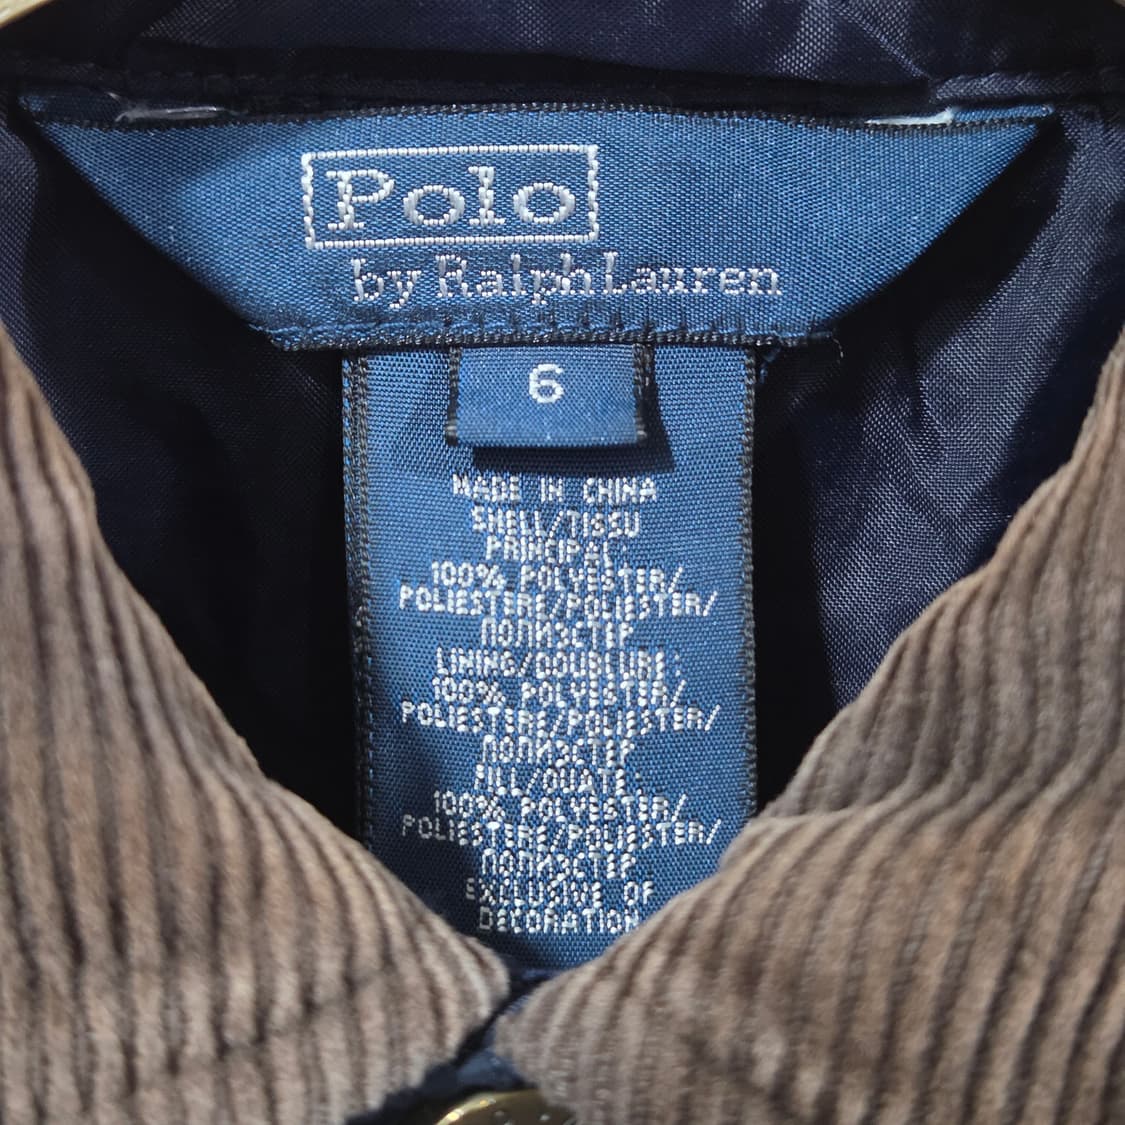 Polo
by Ralph Lauren
6
MADE IN CHINA
SHELL/TISSU
PRINCIPAL:
100% POLYESTER/
POLIESTERE/POLIESTER/
ПОЛИЭСТЕР
LINING/DOUBLURE:
100% POLYESTER/
POLIESTERE/POLIESTER/
ПОЛИЭСТЕР
FILL/OUATE:
100% POLYESTER/
POLIESTERE/POLIESTER/
ПОЛИЭСТЕР
EXCLUSIVE OF
DECORATION